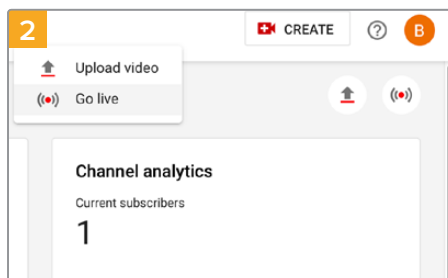 2
CREATE
B
Upload video
Go live
Channel analytics
Current subscribers
1